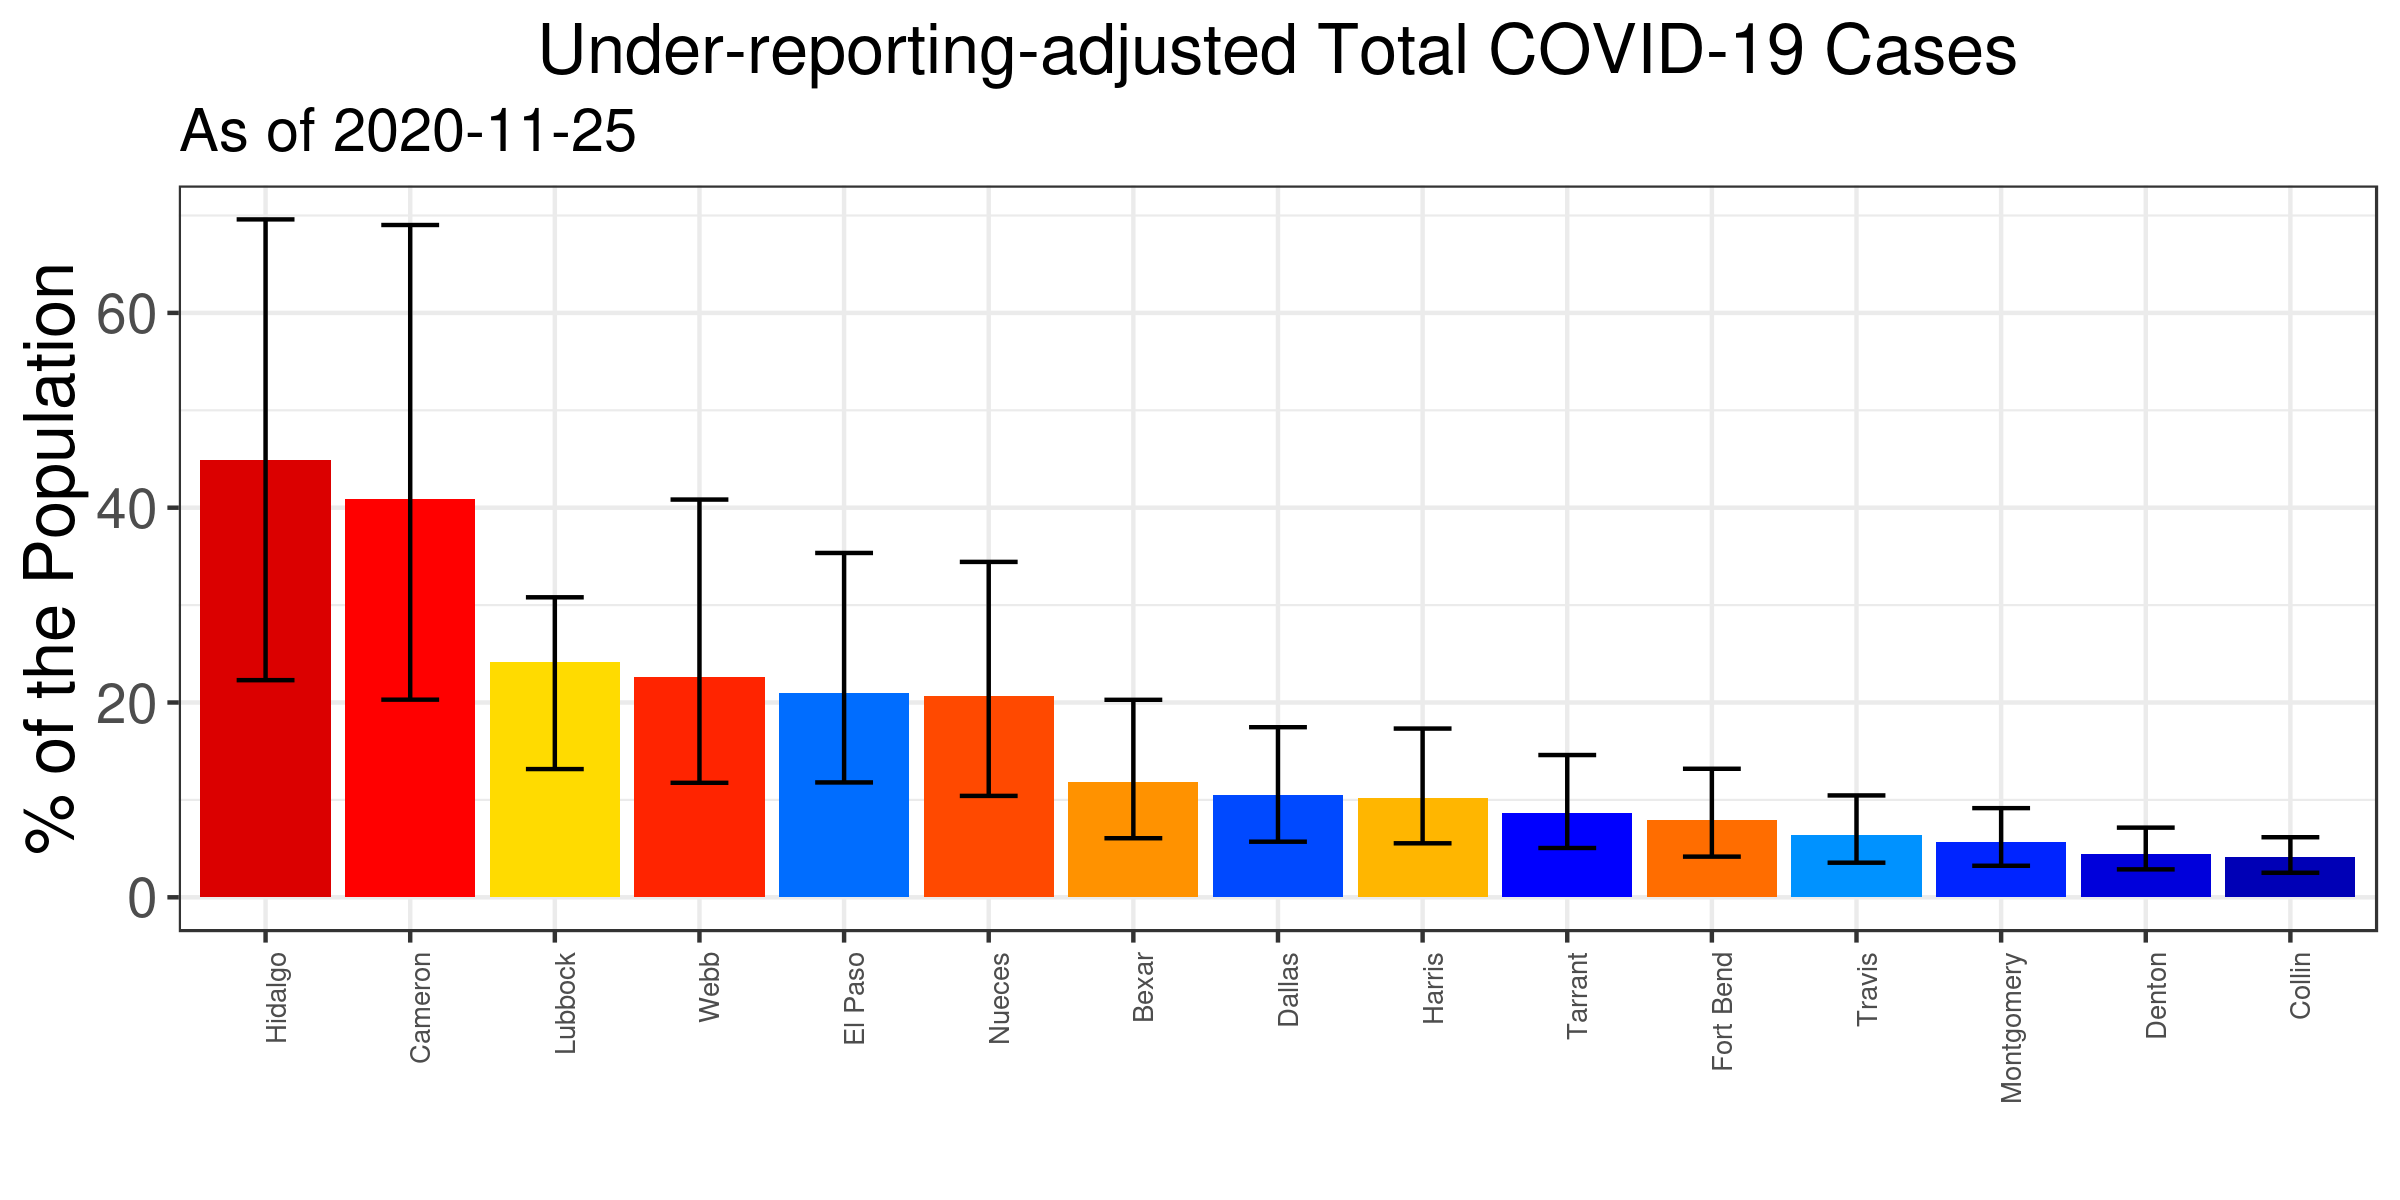 Under-reporting-adjusted Total COVID-19 Cases
As of 2020-11-25
% of the Population
60
40
20
0
Hidalgo
Cameron
Lubbock
Webb
El Paso
Nueces
Bexar
Dallas
Harris
Tarrant
Fort Bend
Travis
Montgomery
Denton
Collin